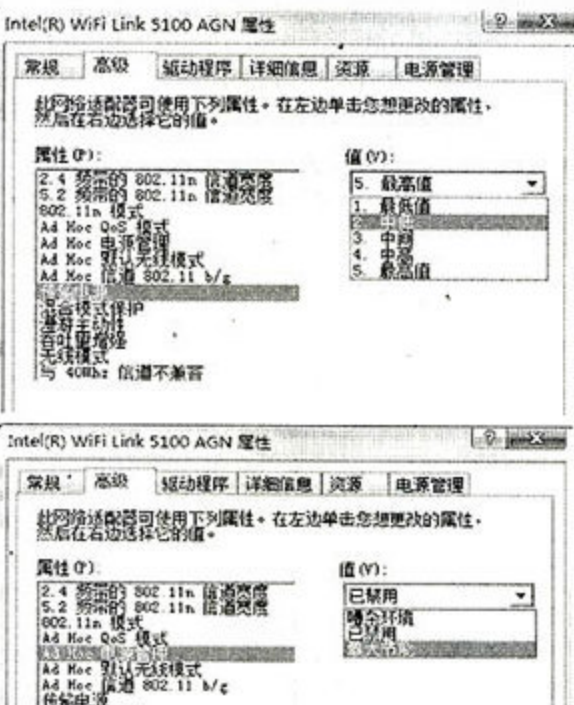 Intel(R) WiFi Link 5100 AGN 属性
常规 高级 驱动程序 详细信息 资源 电源管理
此网络适配器可使用下列属性。在左边单击您想更改的属性，
然后在右边选择它的值。
属性(P):
2.4 频带的 802.11n 信道宽度
5.2 频带的 802.11n 信道宽度
802.11n 模式
Ad Hoc QoS 模式
Ad Hoc 电源管理
Ad Hoc 默认无线模式
Ad Hoc 信道 802.11 b/g
混合模式保护
漫游主动性
吞吐量增强
无线模式
与 40MHz 信道不兼容
值(V):
5. 最高值
1. 最低值
3. 中间
4. 中高
5. 最高值
Intel(R) WiFi Link 5100 AGN 属性
常规 高级 驱动程序 详细信息 资源 电源管理
此网络适配器可使用下列属性。在左边单击您想更改的属性，
然后在右边选择它的值。
属性(P):
2.4 频带的 802.11n 信道宽度
5.2 频带的 802.11n 信道宽度
802.11n 模式
Ad Hoc QoS 模式
Ad Hoc 电源管理
Ad Hoc 默认无线模式
Ad Hoc 信道 802.11 b/g
传输电源
值(V):
已禁用
嘈杂环境
已禁用